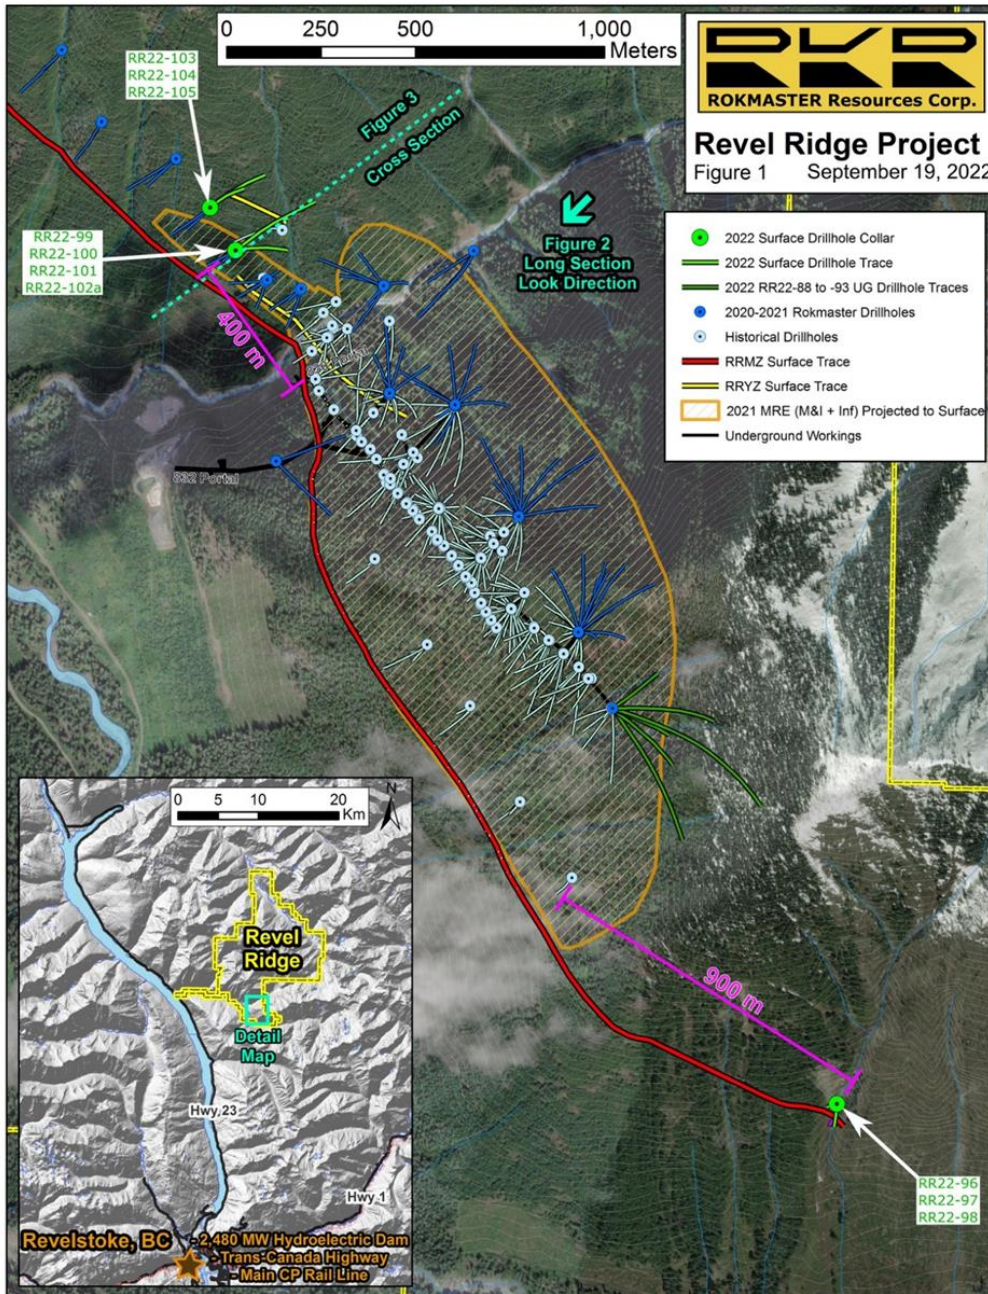 0 250 500 1,000
Meters
RKR
ROKMASTER Resources Corp.
Revel Ridge Project
Figure 1 September 19, 2022
RR22-103
RR22-104
RR22-105
Figure 3
Cross Section
RR22-99
RR22-100
RR22-101
RR22-102a
Figure 2
Long Section
Look Direction
400 m
2022 Surface Drillhole Collar
2022 Surface Drillhole Trace
2022 RR22-88 to -93 UG Drillhole Traces
2020-2021 Rokmaster Drillholes
Historical Drillholes
RRMZ Surface Trace
RRYZ Surface Trace
2021 MRE (M&I + Inf) Projected to Surface
Underground Workings
832 Portal
900 m
RR22-96
RR22-97
RR22-98
0 5 10 20
Km
N
Revel
Ridge
Detail
Map
Hwy 23
Hwy 1
Revelstoke, BC
- 2,480 MW Hydroelectric Dam
- Trans-Canada Highway
- Main CP Rail Line